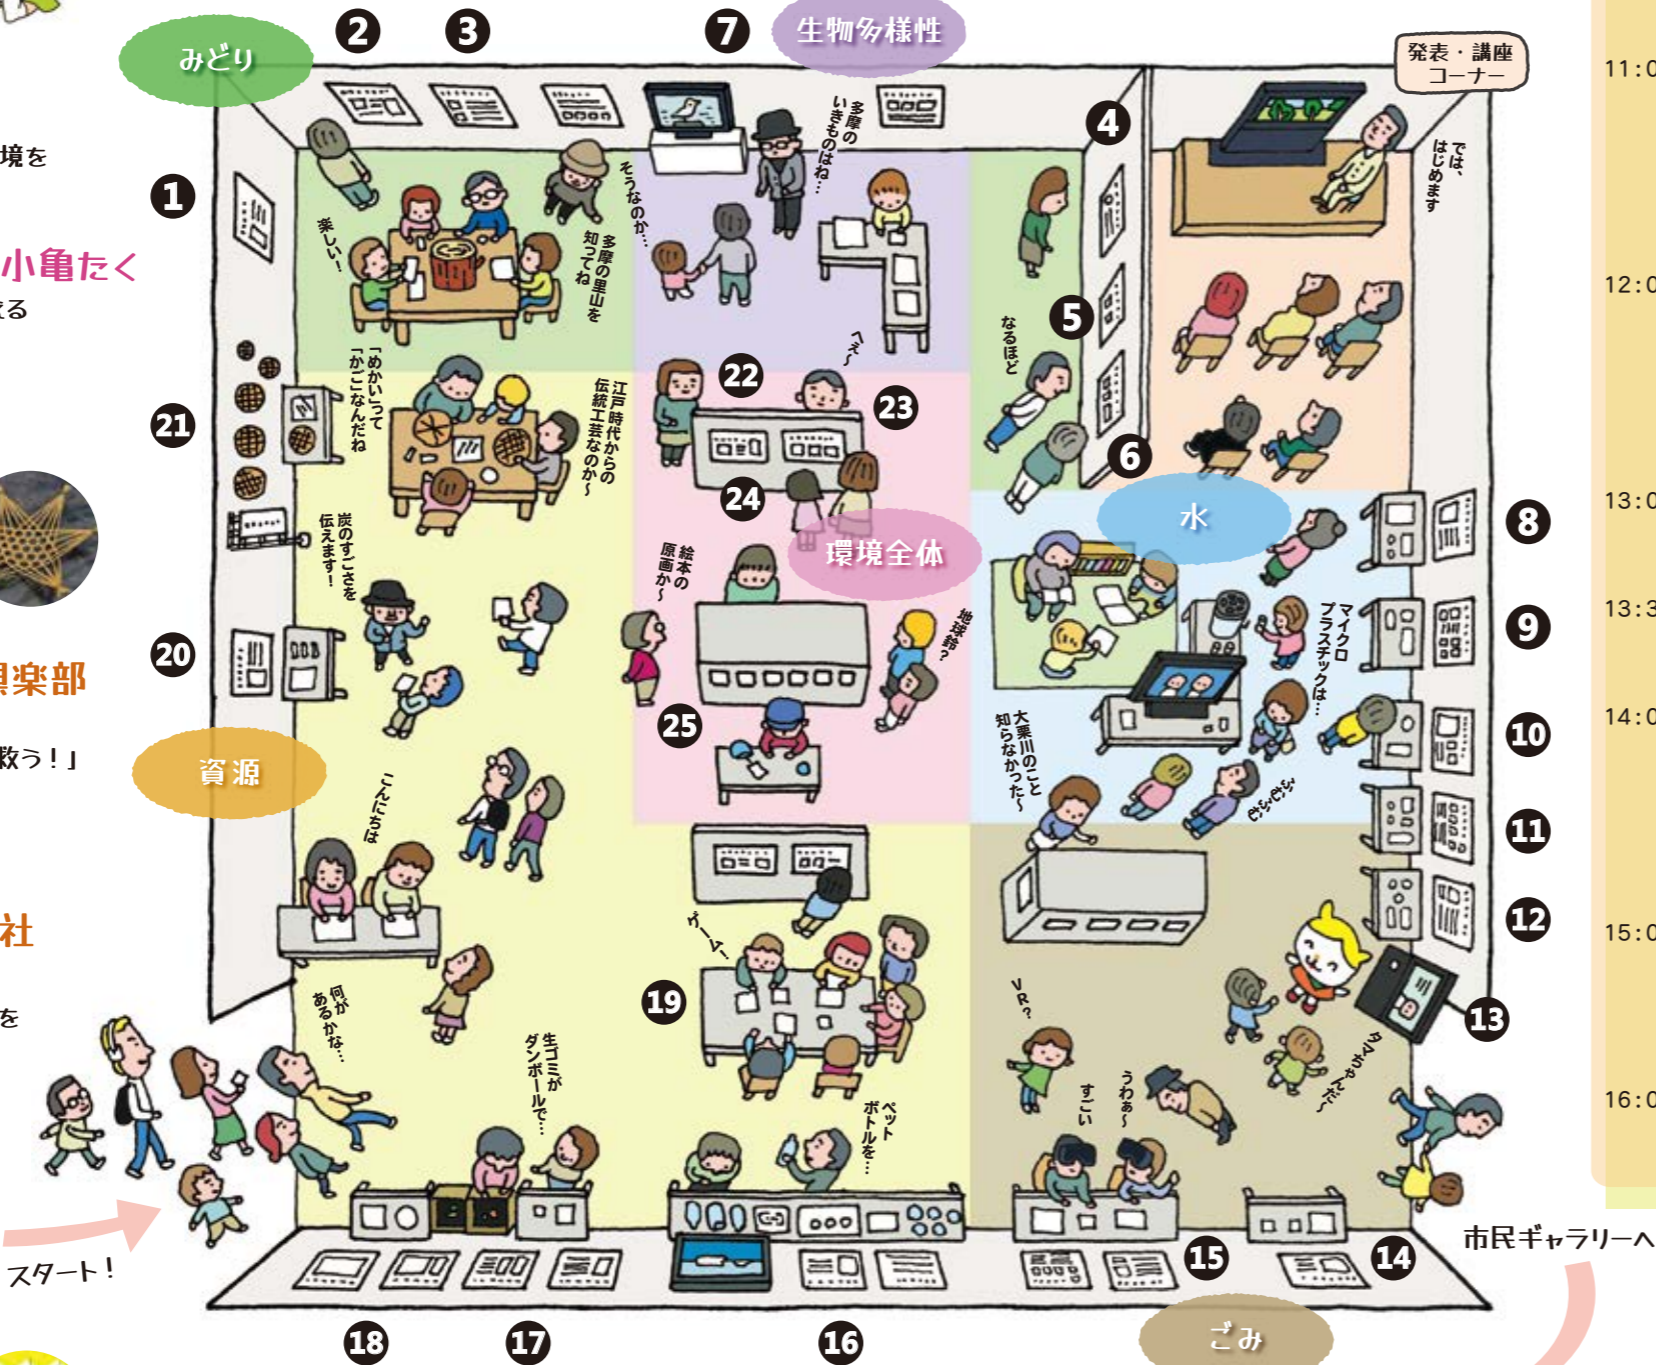 みどり
2
3
7
生物多様性
発表・講座
コーナー
11:0
境を
1
4
では、
はじめます
多摩の
いきものはね…
そうなのか…
楽しい!
多摩の里山を
知ってね
小亀たく
える
12:0
5
なるほど
へぇ〜
「めかい」って
「かごなんだね
江戸時代からの
伝統工芸なのか〜
22
23
21
6
24
水
13:0
8
環境全体
炭のすごさを
伝えます!
絵本の
原画か〜
地球鈴?
マイクロ
プラスチックは…
13:3
9
20
倶楽部
救う!」
資源
25
大栗川のこと
知らなかった〜
14:0
10
こんにちは
11
12
社
を
ゲーム!
15:0
19
何が
あるかな…
VR?
13
タマちゃんだ〜
生ゴミが
ダンボールで…
すごい
うわぁ〜
ペット
ボトルを…
16:0
市民ギャラリーへ
スタート!
15
14
18
17
16
ごみ